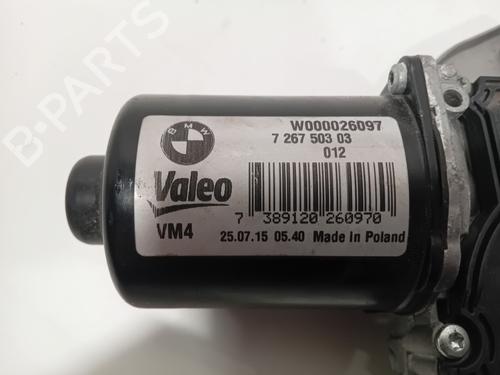 B-PARTS
BMW
W000026097
7 267 503 03
012
Valeo
7 389120 260970
VM4
25.07.15 05.40 Made in Poland